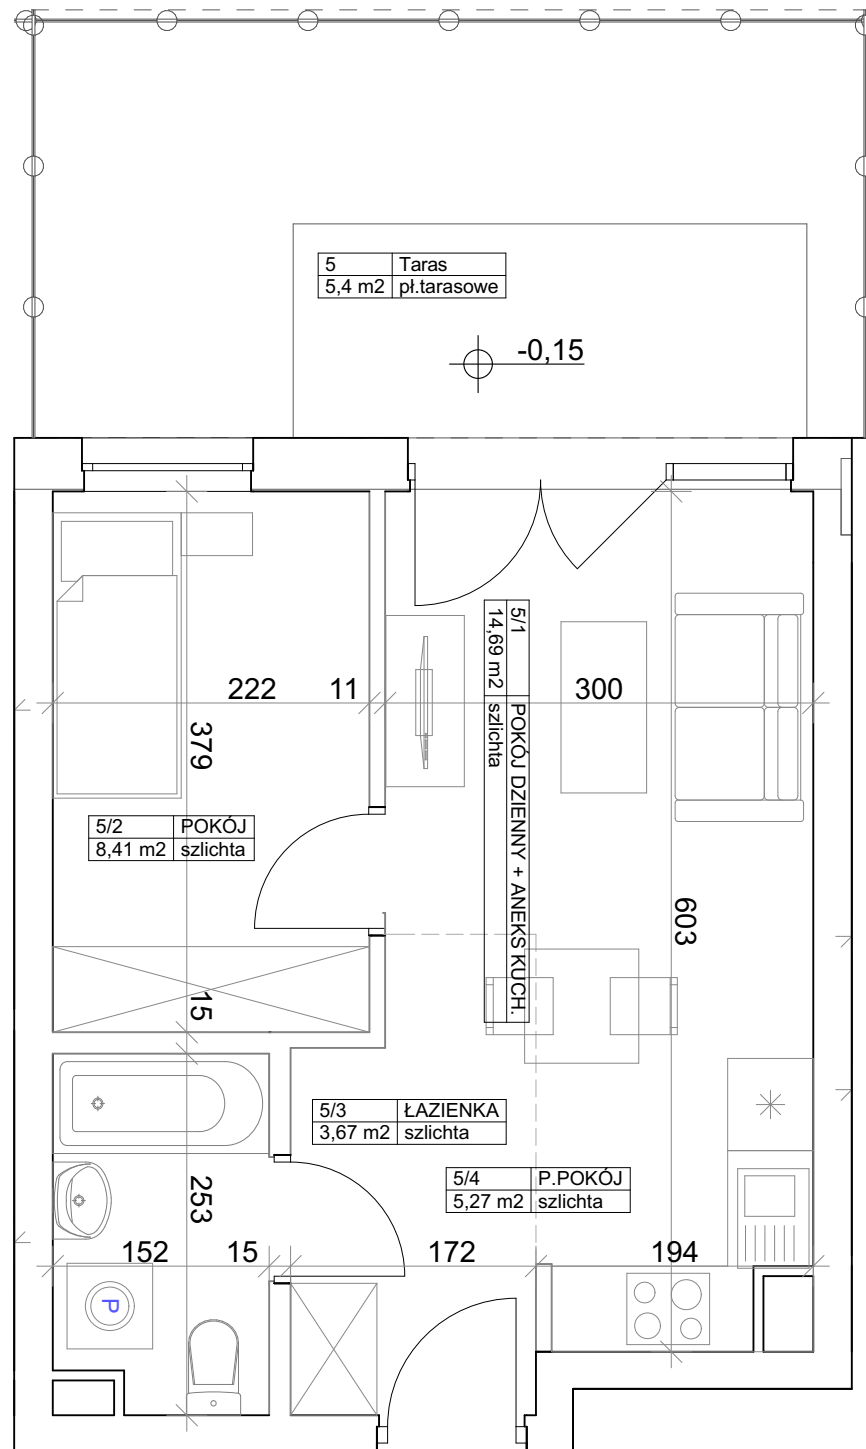 5 Taras
5,4 m2 pł.tarasowe
-0,15
5/1 POKÓJ DZIENNY + ANEKS KUCH.
14,69 m2 szlichta
222
11
300
379
5/2 POKÓJ
8,41 m2 szlichta
603
15
5/3 ŁAZIENKA
3,67 m2 szlichta
5/4 P.POKÓJ
5,27 m2 szlichta
253
152
15
172
194
P